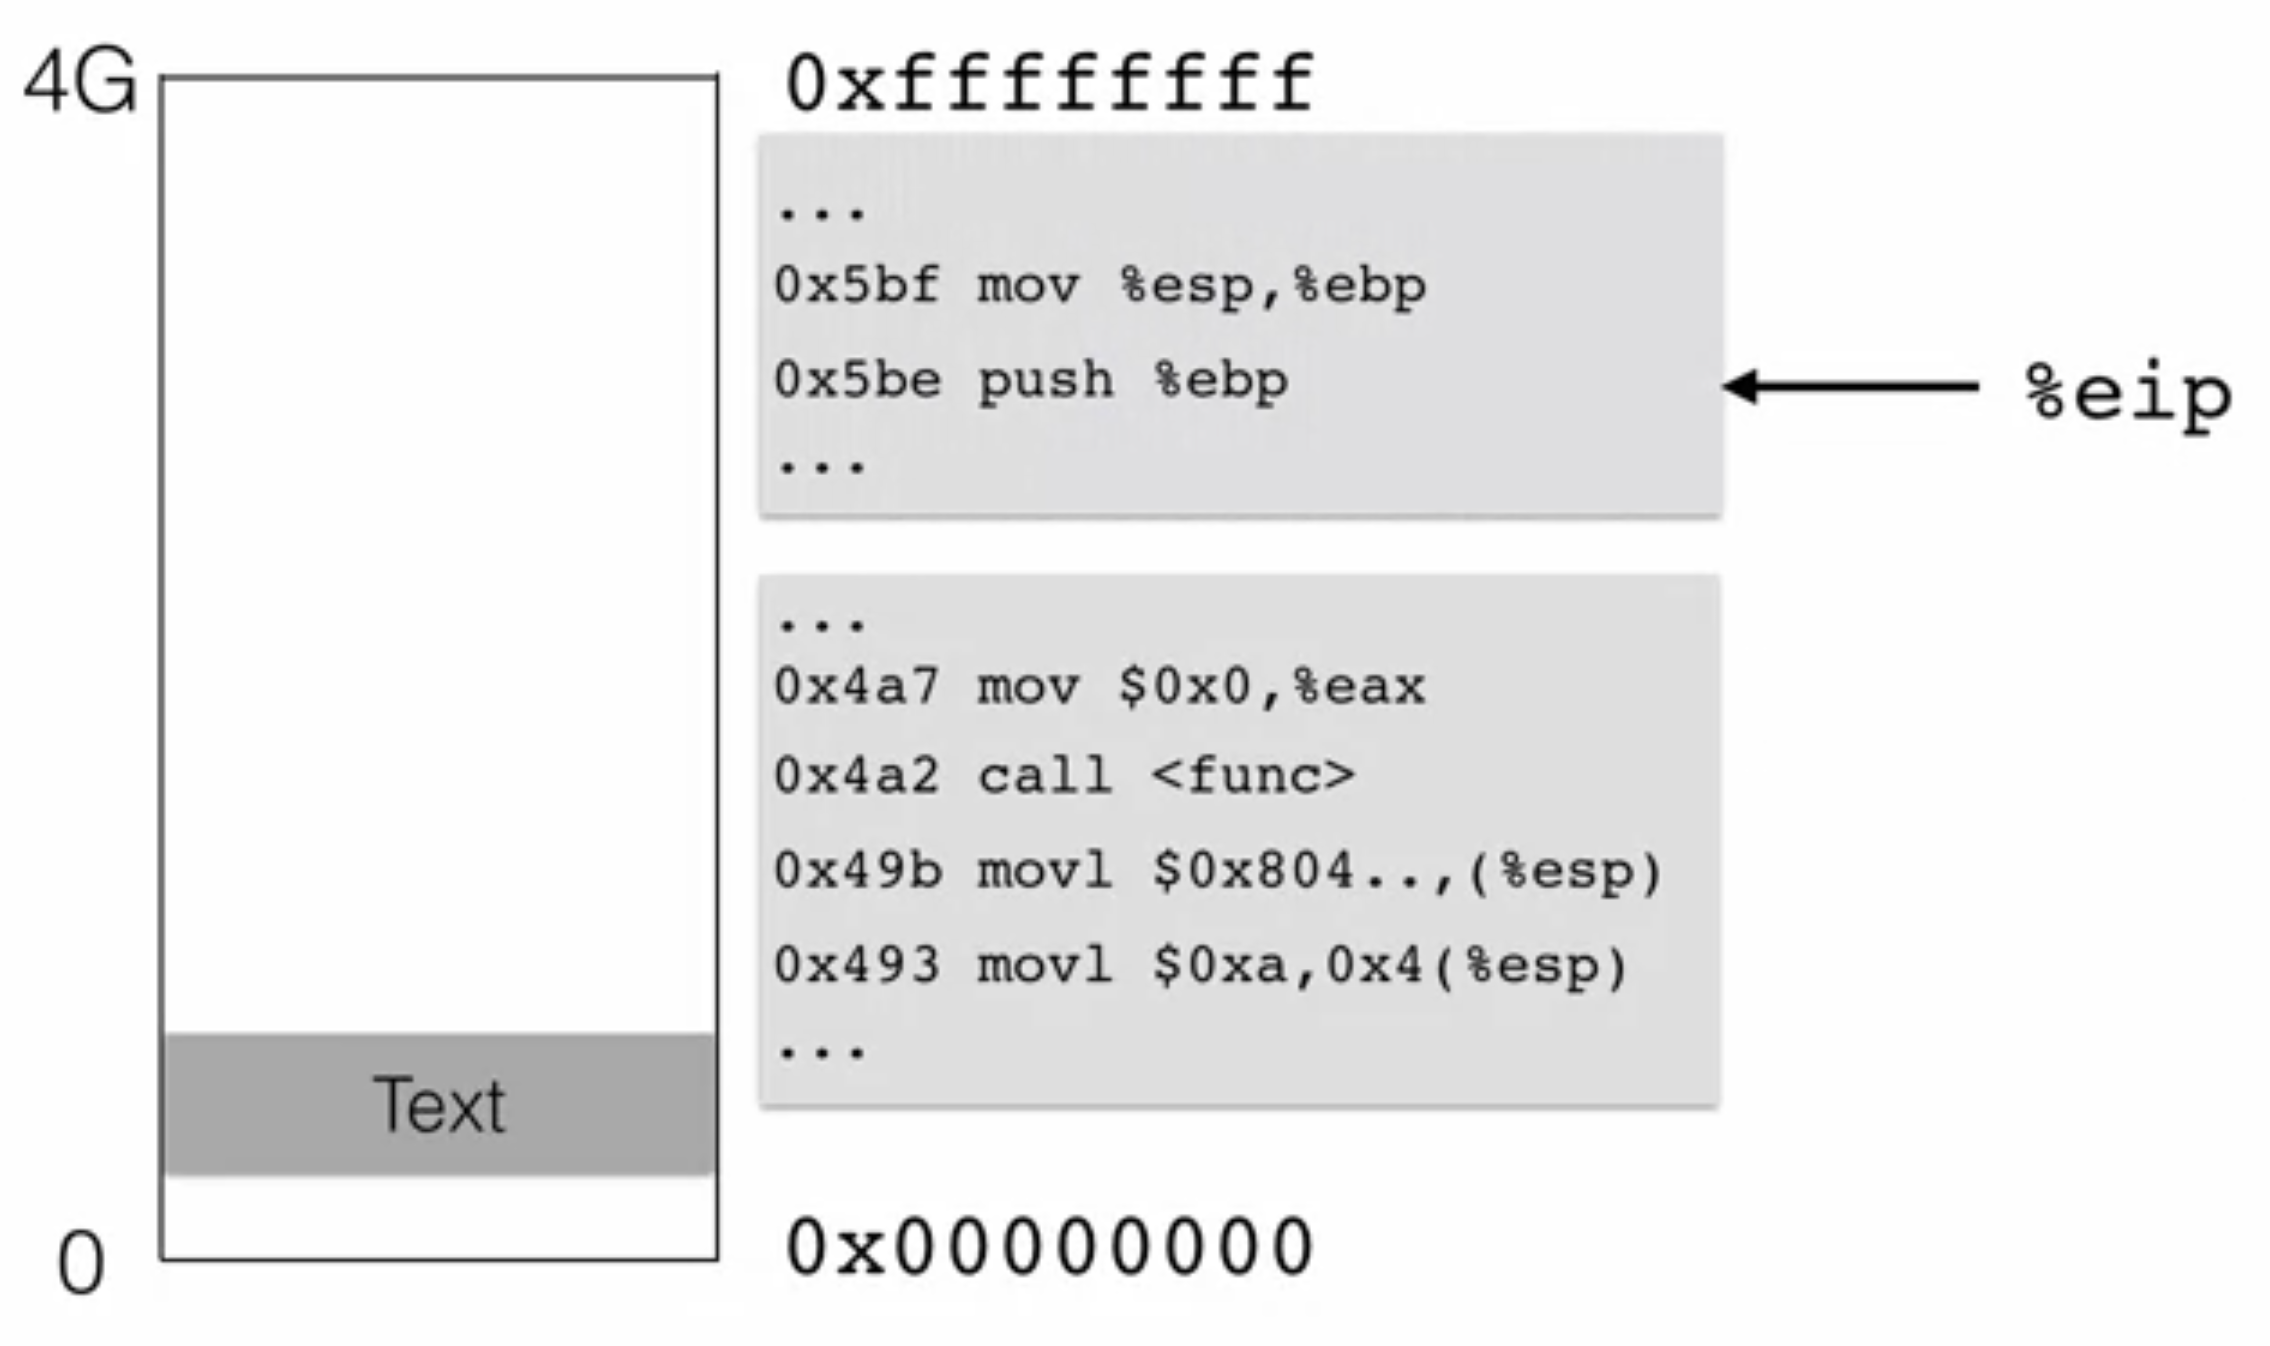 4G
0xffffffff
...
0x5bf mov %esp,%ebp
0x5be push %ebp
...
%eip
...
0x4a7 mov $0x0,%eax
0x4a2 call <func>
0x49b movl $0x804..,(%esp)
0x493 movl $0xa,0x4(%esp)
...
Text
0
0x00000000